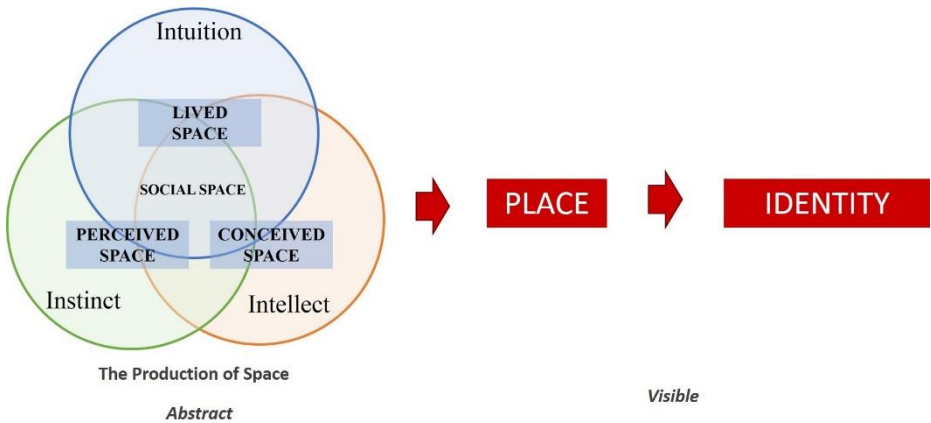 Intuition
LIVED
SPACE
SOCIAL SPACE
PLACE
IDENTITY
PERCEIVED
SPACE
CONCEIVED
SPACE
Instinct
Intellect
The Production of Space
Abstract
Visible